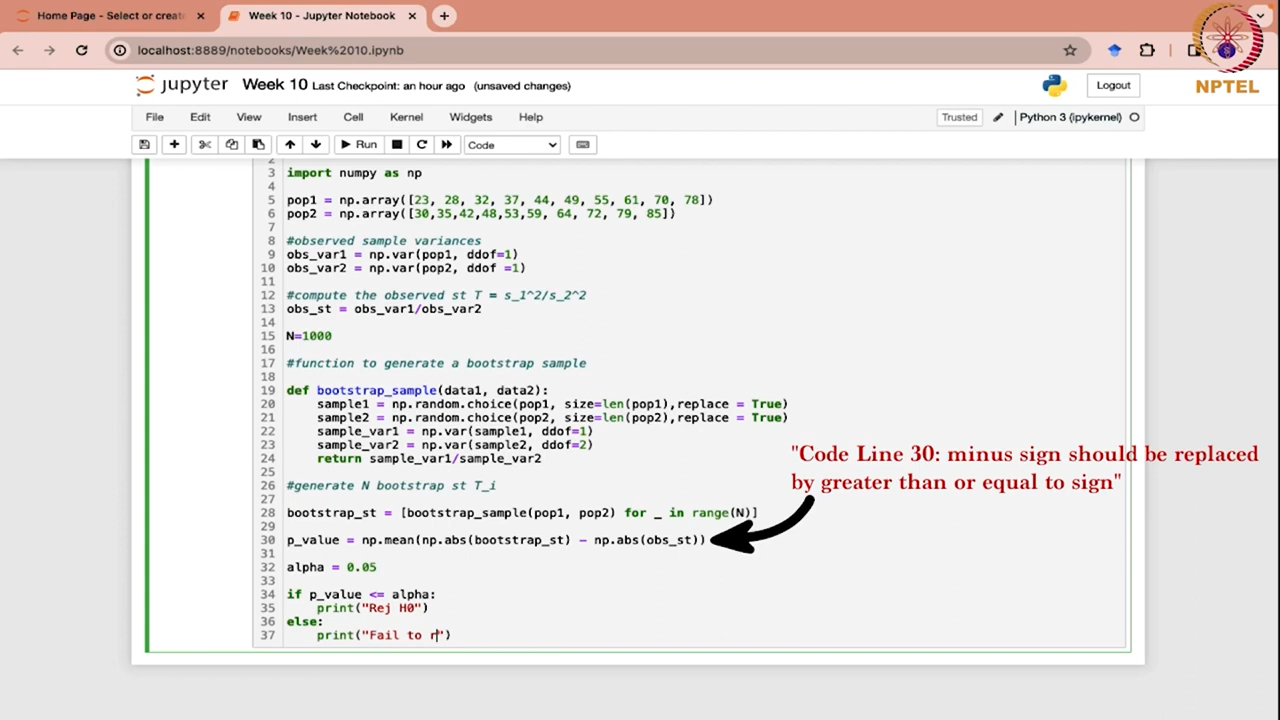 Home Page - Select or create
Week 10 - Jupyter Notebook
localhost:8889/notebooks/Week%2010.ipynb
NPTEL
jupyter Week 10 Last Checkpoint: an hour ago (unsaved changes)
Logout
File Edit View Insert Cell Kernel Widgets Help
Trusted Python 3 (ipykernel)
Run Code
2
3 import numpy as np
4
5 pop1 = np.array([23, 28, 32, 37, 44, 49, 55, 61, 70, 78])
6 pop2 = np.array([30,35,42,48,53,59, 64, 72, 79, 85])
7
8 #observed sample variances
9 obs_var1 = np.var(pop1, ddof=1)
10 obs_var2 = np.var(pop2, ddof =1)
11
12 #compute the observed st T = s_1^2/s_2^2
13 obs_st = obs_var1/obs_var2
14
15 N=1000
16
17 #function to generate a bootstrap sample
18
19 def bootstrap_sample(data1, data2):
20 sample1 = np.random.choice(pop1, size=len(pop1),replace = True)
21 sample2 = np.random.choice(pop2, size=len(pop2),replace = True)
22 sample_var1 = np.var(sample1, ddof=1)
23 sample_var2 = np.var(sample2, ddof=2)
24 return sample_var1/sample_var2
25
26 #generate N bootstrap st T_i
27
28 bootstrap_st = [bootstrap_sample(pop1, pop2) for _ in range(N)]
29
30 p_value = np.mean(np.abs(bootstrap_st) - np.abs(obs_st))
31
32 alpha = 0.05
33
34 if p_value <= alpha:
35 print("Rej H0")
36 else:
37 print("Fail to r")
"Code Line 30: minus sign should be replaced
by greater than or equal to sign"